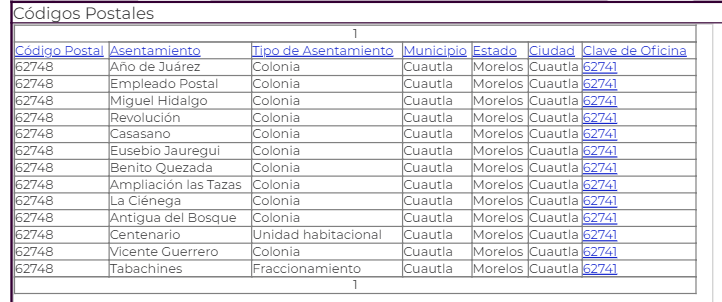 Códigos Postales
1
Código Postal Asentamiento Tipo de Asentamiento Municipio Estado Ciudad Clave de Oficina
62748 Año de Juárez Colonia Cuautla Morelos Cuautla 62741
62748 Empleado Postal Colonia Cuautla Morelos Cuautla 62741
62748 Miguel Hidalgo Colonia Cuautla Morelos Cuautla 62741
62748 Revolución Colonia Cuautla Morelos Cuautla 62741
62748 Casasano Colonia Cuautla Morelos Cuautla 62741
62748 Eusebio Jauregui Colonia Cuautla Morelos Cuautla 62741
62748 Benito Quezada Colonia Cuautla Morelos Cuautla 62741
62748 Ampliación las Tazas Colonia Cuautla Morelos Cuautla 62741
62748 La Ciénega Colonia Cuautla Morelos Cuautla 62741
62748 Antigua del Bosque Colonia Cuautla Morelos Cuautla 62741
62748 Centenario Unidad habitacional Cuautla Morelos Cuautla 62741
62748 Vicente Guerrero Colonia Cuautla Morelos Cuautla 62741
62748 Tabachines Fraccionamiento Cuautla Morelos Cuautla 62741
1